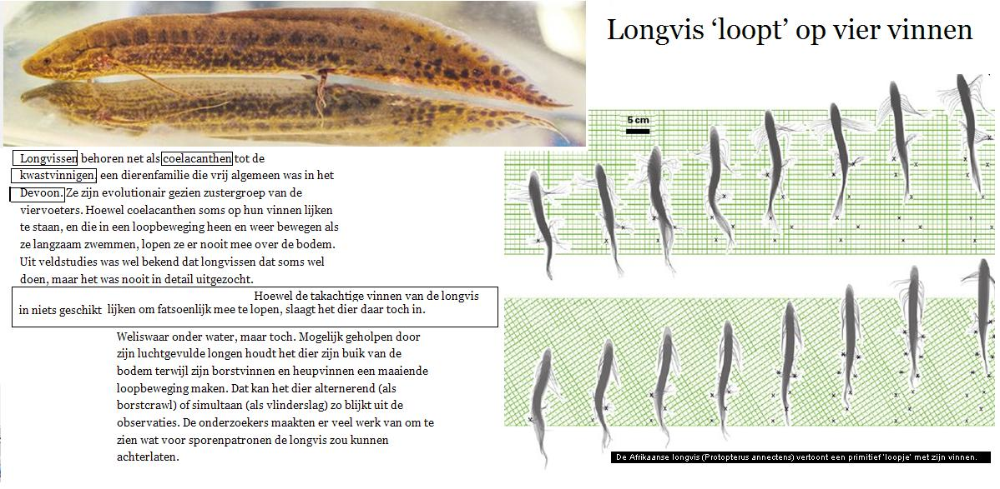 Longvis ‘loopt’ op vier vinnen
5 cm
Longvissen behoren net als coelacanthen tot de
kwastvinnigen, een dierenfamilie die vrij algemeen was in het
Devoon. Ze zijn evolutionair gezien zustergroep van de
viervoeters. Hoewel coelacanthen soms op hun vinnen lijken
te staan, en die in een loopbeweging heen en weer bewegen als
ze langzaam zwemmen, lopen ze er nooit mee over de bodem.
Uit veldstudies was wel bekend dat longvissen dat soms wel
doen, maar het was nooit in detail uitgezocht.
Hoewel de takachtige vinnen van de longvis
in niets geschikt lijken om fatsoenlijk mee te lopen, slaagt het dier daar toch in.
Weliswaar onder water, maar toch. Mogelijk geholpen door
zijn luchtgevulde longen houdt het dier zijn buik van de
bodem terwijl zijn borstvinnen en heupvinnen een maaiende
loopbeweging maken. Dat kan het dier alternerend (als
borstcrawl) of simultaan (als vlinderslag) zo blijkt uit de
observaties. De onderzoekers maakten er veel werk van om te
zien wat voor sporenpatronen de longvis zou kunnen
achterlaten.
De Afrikaanse longvis (Protopterus annectens) vertoont een primitief 'loopje' met zijn vinnen.